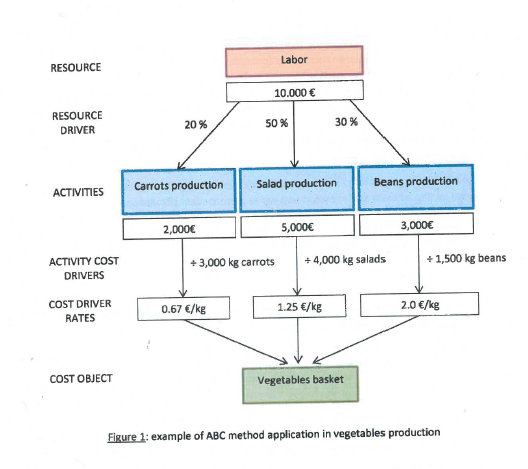 RESOURCE
Labor
10.000 €
RESOURCE
DRIVER
20 %
50 %
30 %
ACTIVITIES
Carrots production
Salad production
Beans production
2,000€
5,000€
3,000€
ACTIVITY COST
DRIVERS
÷ 3,000 kg carrots
÷ 4,000 kg salads
÷ 1,500 kg beans
COST DRIVER
RATES
0.67 €/kg
1.25 €/kg
2.0 €/kg
COST OBJECT
Vegetables basket
Figure 1: example of ABC method application in vegetables production